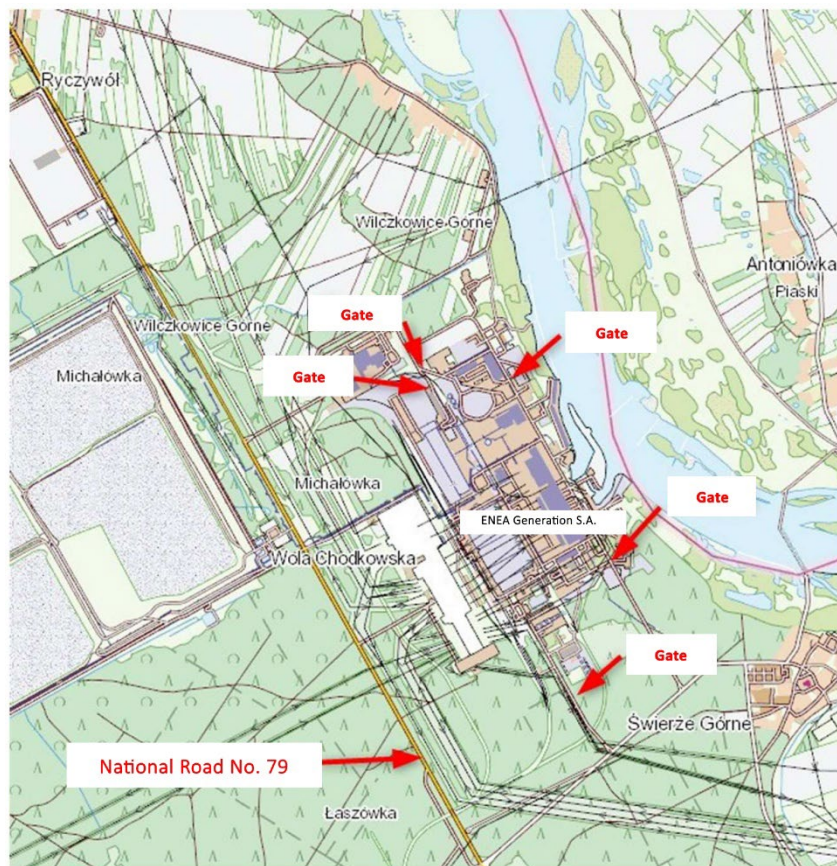 Ryczywół
Wilczkowice Górne
Antoniówka
Piaski
Gate
Wilczkowice Górne
Gate
Michałówka
Gate
Michałówka
Gate
ENEA Generation S.A.
Wola Chodkowska
Gate
Świerże Górne
National Road No. 79
Łaszówka